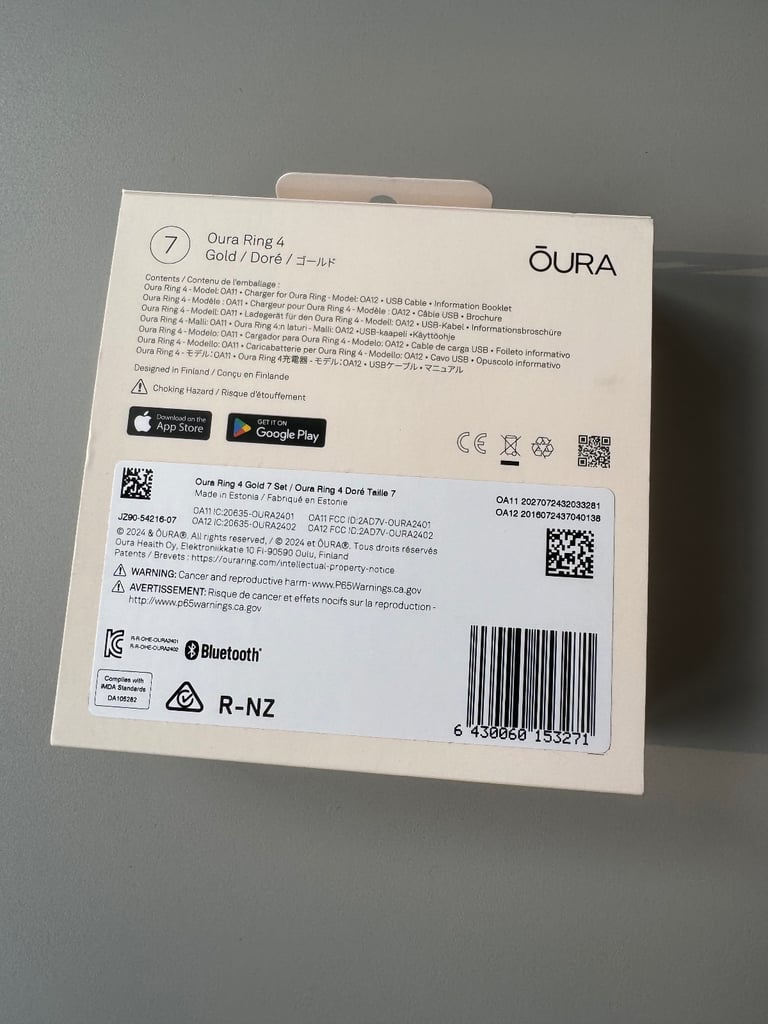 7
Oura Ring 4
Gold / Doré / ゴールド
ŌURA
Contents / Contenu de l'emballage :
Oura Ring 4 - Model: OA11 • Charger for Oura Ring - Model: OA12 • USB Cable • Information Booklet
Oura Ring 4 - Modèle : OA11 • Chargeur pour Oura Ring 4 - Modèle : OA12 • Câble USB • Brochure
Oura Ring 4 - Modell: OA11 • Ladegerät für den Oura Ring 4 - Modell: OA12 • USB-Kabel • Informationsbroschüre
Oura Ring 4 -Malli: OA11 • Oura Ring 4:n laturi - Malli: OA12 •USB-kaapeli •Käyttöohje
Oura Ring 4 - Modelo: OA11 • Cargador para Oura Ring 4 - Modelo: OA12 • Cable de carga USB • Folleto informativo
Oura Ring 4 - Modello: OA11 • Caricabatterie per Oura Ring 4 - Modello: OA12 • Cavo USB • Opuscolo informativo
Oura Ring 4 - モデル:OA11 • Oura Ring 4充電器 - モデル:OA12 • USBケーブル • マニュアル
Designed in Finland / Conçu en Finlande
Choking Hazard / Risque d'étouffement
Download on the
App Store
GET IT ON
Google Play
CE
Oura Ring 4 Gold 7 Set / Oura Ring 4 Doré Taille 7
Made in Estonia / Fabriqué en Estonie
OA11 2027072432033281
OA12 2016072437040138
JZ90-54216-07
OA11 IC:20635-OURA2401 OA11 FCC ID:2AD7V-OURA2401
OA12 IC:20635-OURA2402 OA12 FCC ID:2AD7V-OURA2402
© 2024 & ŌURA®. All rights reserved, / © 2024 et ŌURA®. Tous droits réservés
Oura Health Oy, Elektroniikkatie 10 FI-90590 Oulu, Finland
Patents / Brevets : https://ouraring.com/intellectual-property-notice
WARNING: Cancer and reproductive harm- www.P65Warnings.ca.gov
AVERTISSEMENT: Risque de cancer et effets nocifs sur la reproduction -
http://www.p65warnings.ca.gov
R-R-OHE-OURA2401
R-R-OHE-OURA2402
Bluetooth®
Complies with
IMDA Standards
DA105282
R-NZ
6 430060 153271